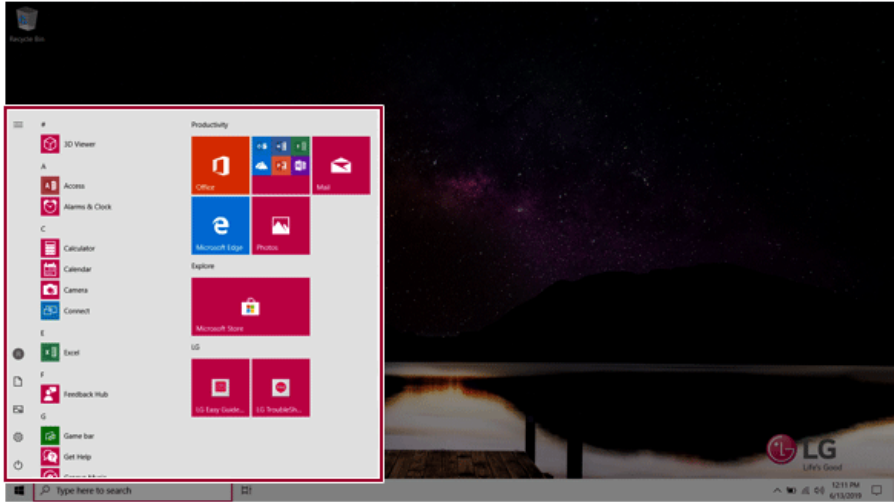 Recycle Bin
#
3D Viewer
A
Access
Alarms & Clock
C
Calculator
Calendar
Camera
Connect
E
Excel
F
Feedback Hub
G
Game bar
Get Help
Groove Music
Productivity
Office
Mail
Microsoft Edge
Photos
Explore
Microsoft Store
LG
LG Easy Guide...
LG TroubleSh...
LG
Life's Good
Type here to search
12:11 PM
6/13/2019